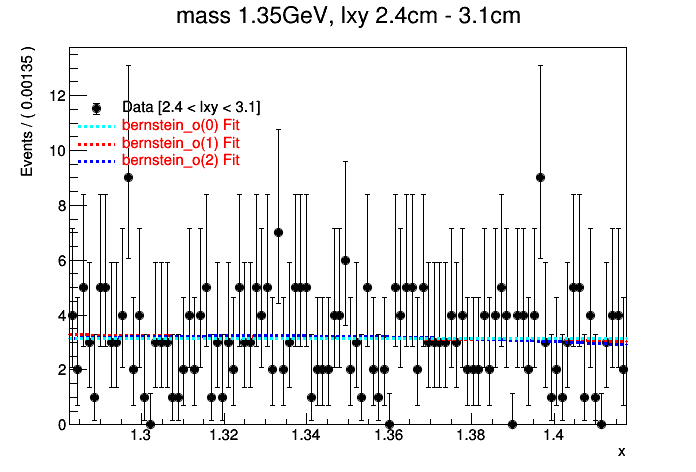 mass 1.35GeV, lxy 2.4cm - 3.1cm
Events / ( 0.00135 )
12
10
8
6
4
2
0
Data [2.4 < lxy < 3.1]
bernstein_o(0) Fit
bernstein_o(1) Fit
bernstein_o(2) Fit
1.3 1.32 1.34 1.36 1.38 1.4
x